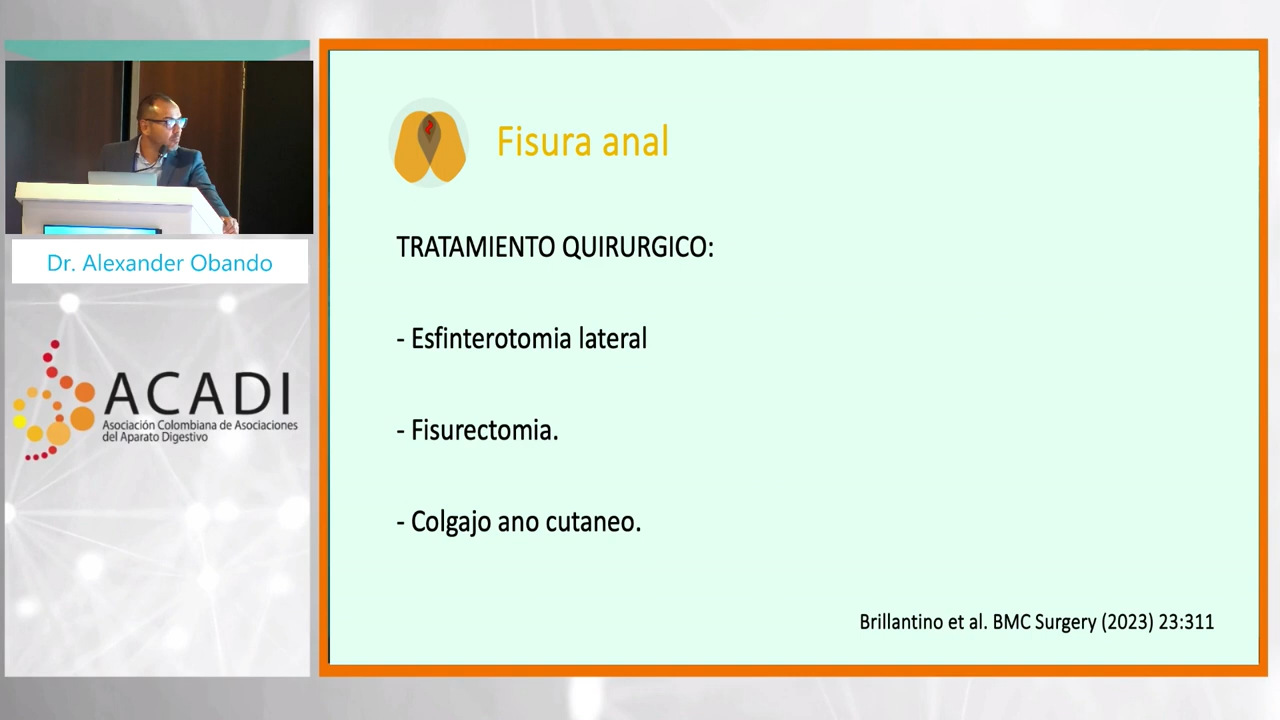 Dr. Alexander Obando
ACADI
Asociación Colombiana de Asociaciones
del Aparato Digestivo
Fisura anal
TRATAMIENTO QUIRURGICO:
- Esfinterotomia lateral
- Fisurectomia.
- Colgajo ano cutaneo.
Brillantino et al. BMC Surgery (2023) 23:311